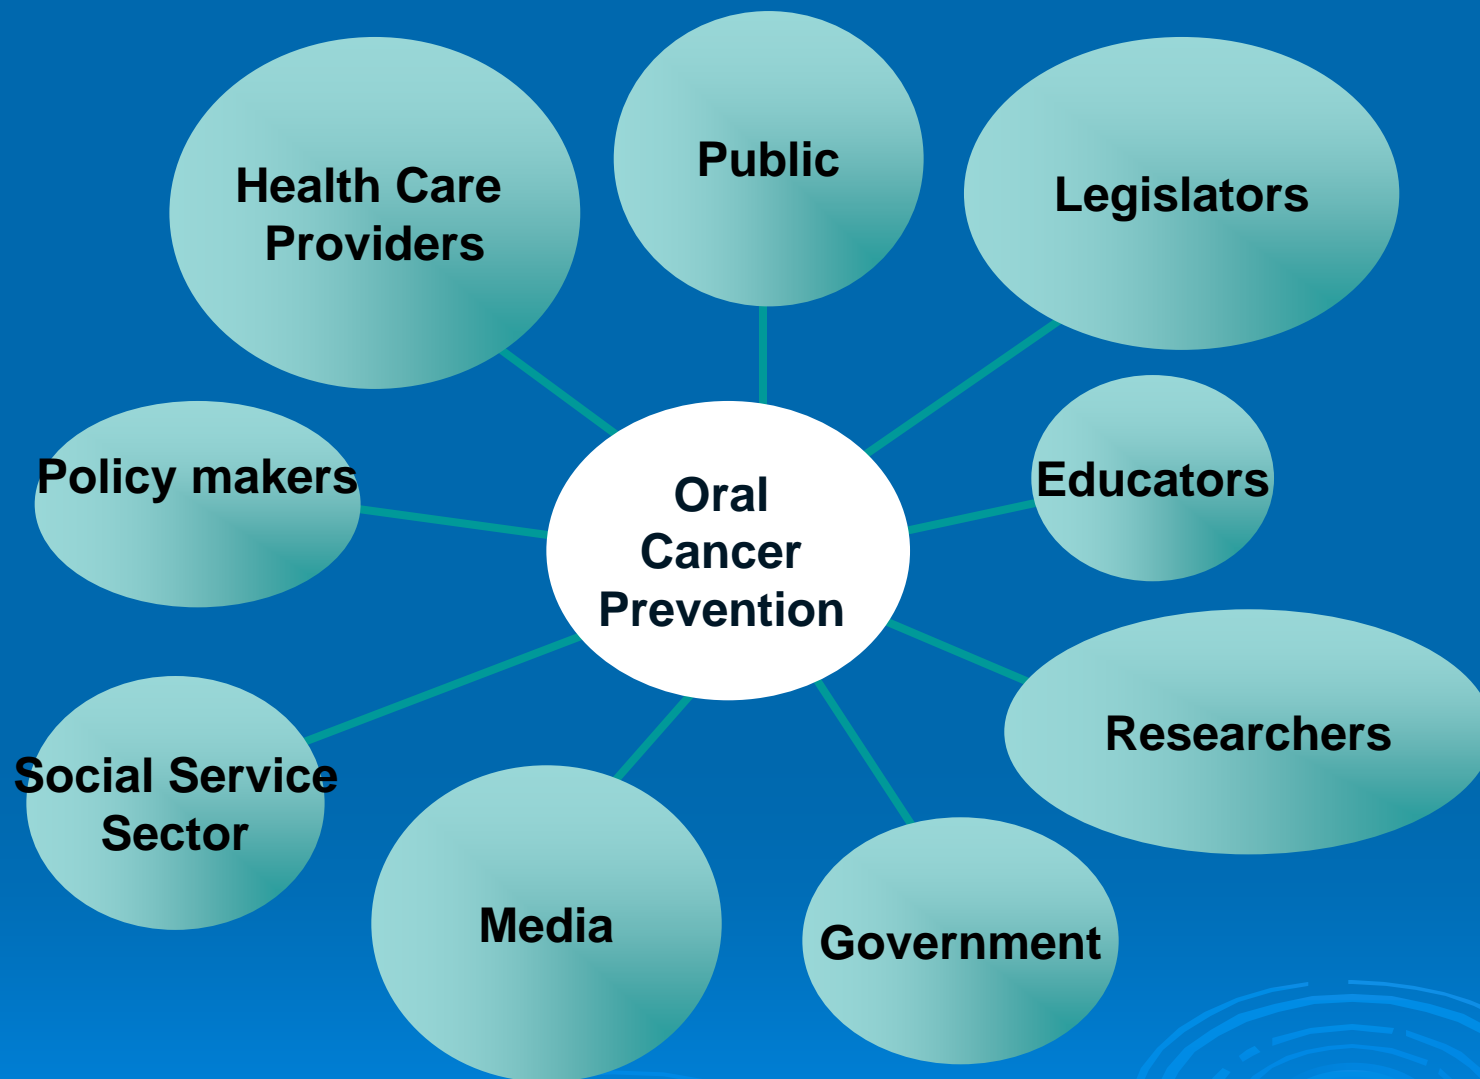 Health Care
Providers
Public
Legislators
Policy makers
Oral
Cancer
Prevention
Educators
Social Service
Sector
Researchers
Media
Government